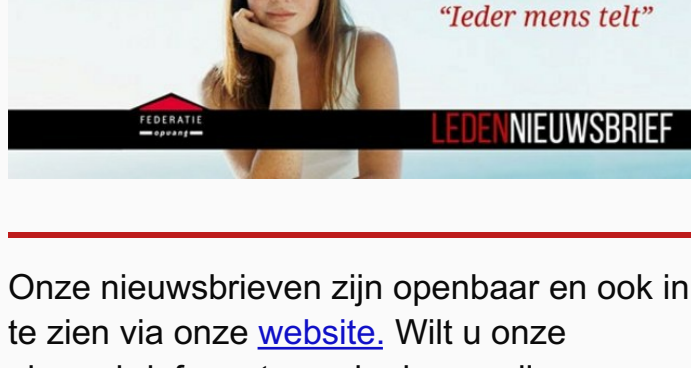 “Ieder mens telt”
FEDERATIE
opvang
LEDENNIEUWSBRIEF
Onze nieuwsbrieven zijn openbaar en ook in
te zien via onze website. Wilt u onze